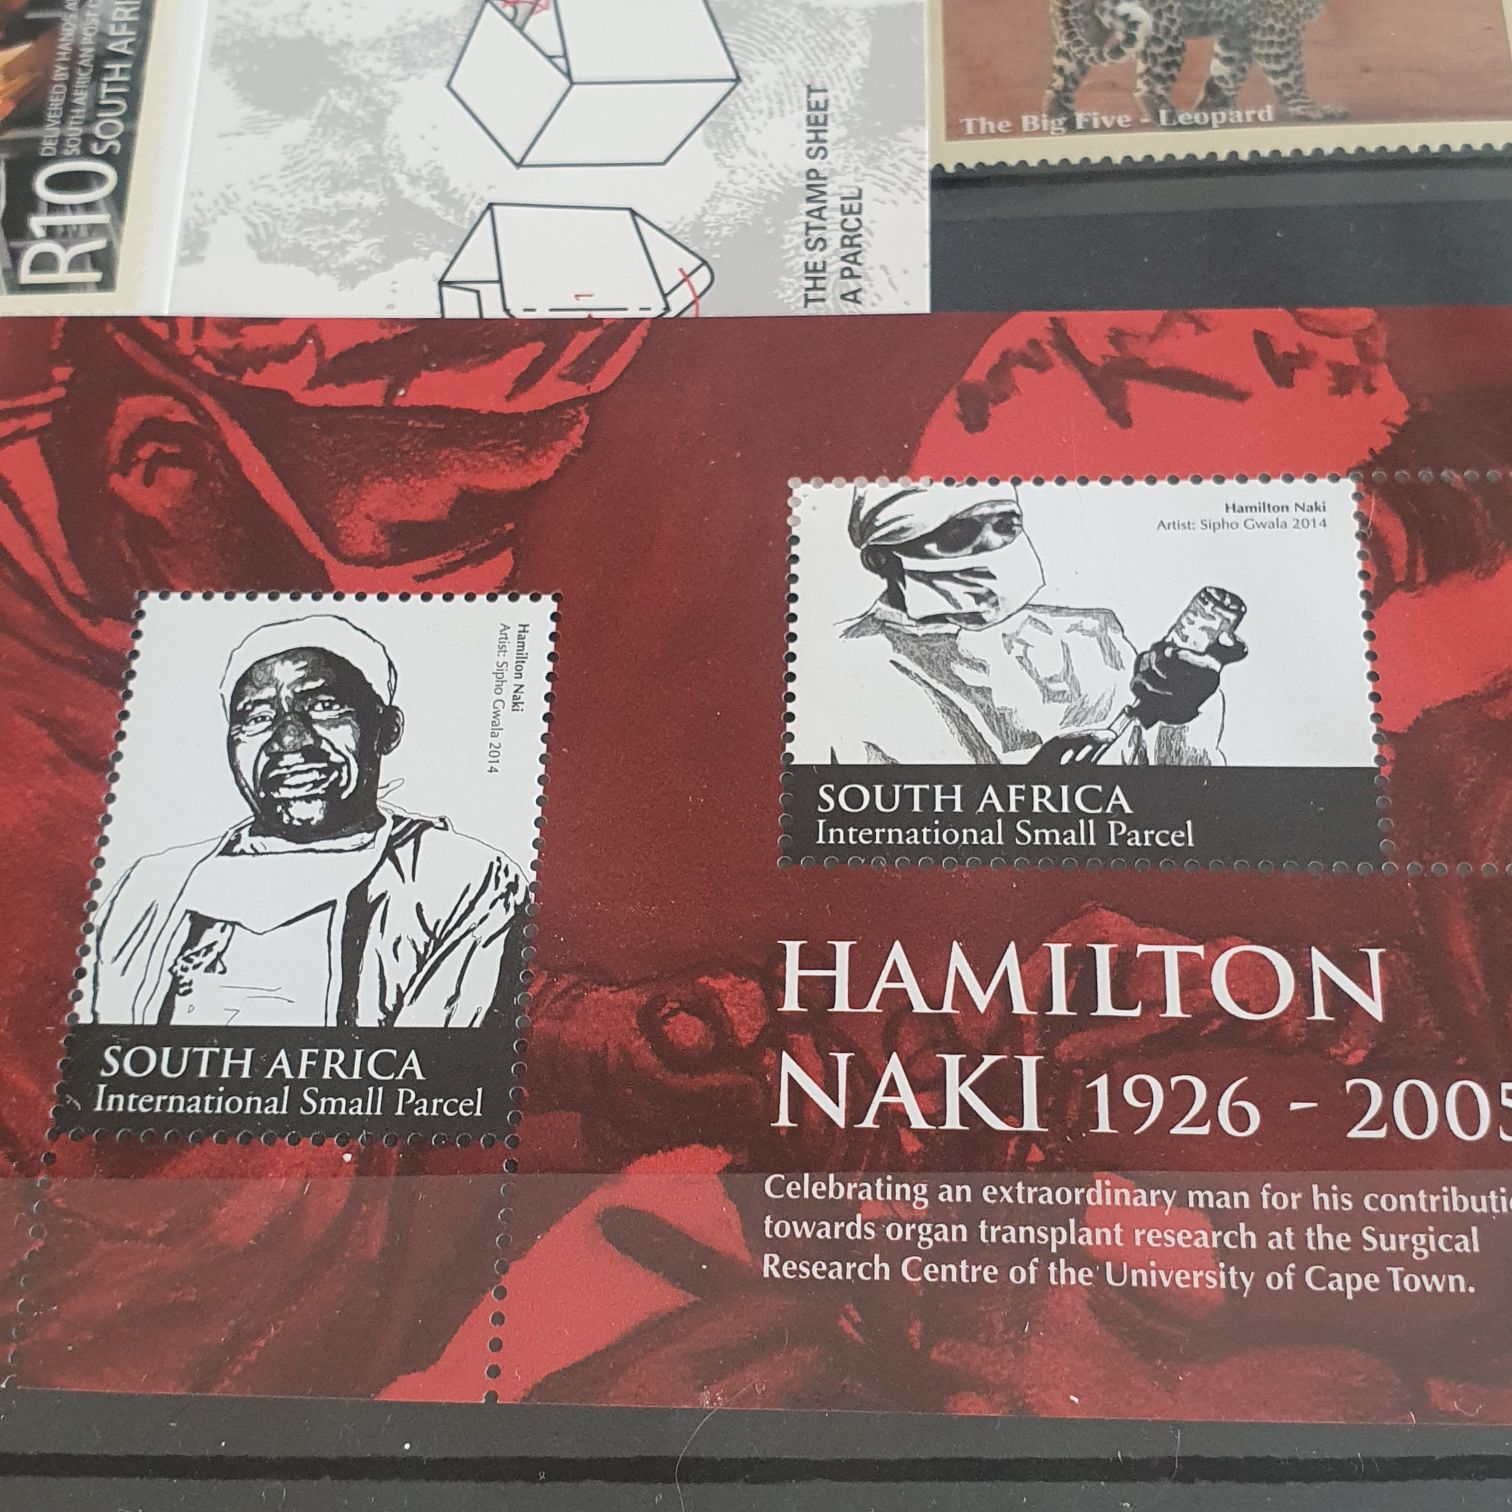 R10
DELIVERED BY HANDS
SOUTH AFRICAN POST
SOUTH
THE STAMP SHEET
A PARCEL
1
The Big Five - Leopard
Hamilton Naki
Artist: Sipho Gwala 2014
SOUTH AFRICA
International Small Parcel
Hamilton Naki
Artist: Sipho Gwala 2014
SOUTH AFRICA
International Small Parcel
HAMILTON
NAKI 1926 - 2005
Celebrating an extraordinary man for his contributi
towards organ transplant research at the Surgical
Research Centre of the University of Cape Town.